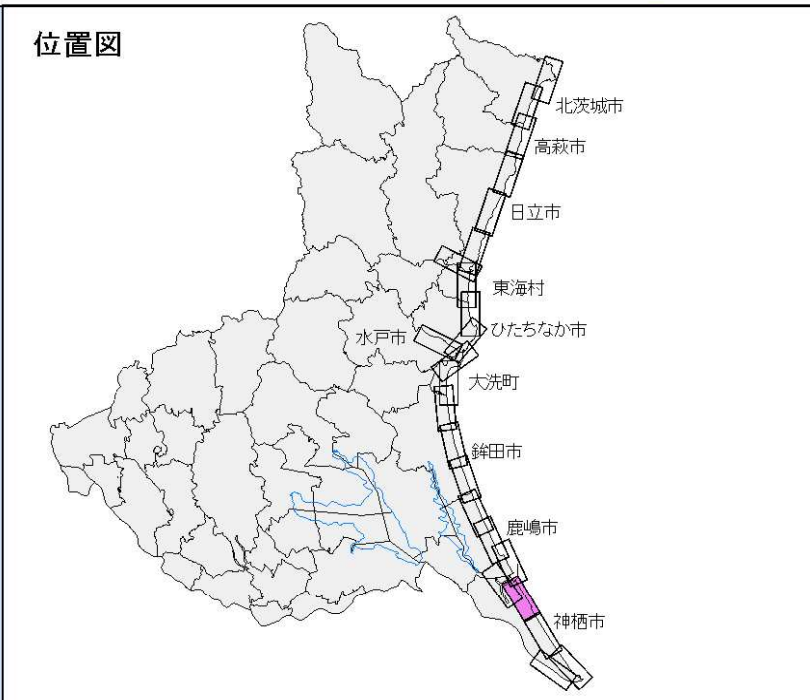 位置図
北茨城市
高萩市
日立市
東海村
ひたちなか市
水戸市
大洗町
鉾田市
鹿嶋市
神栖市